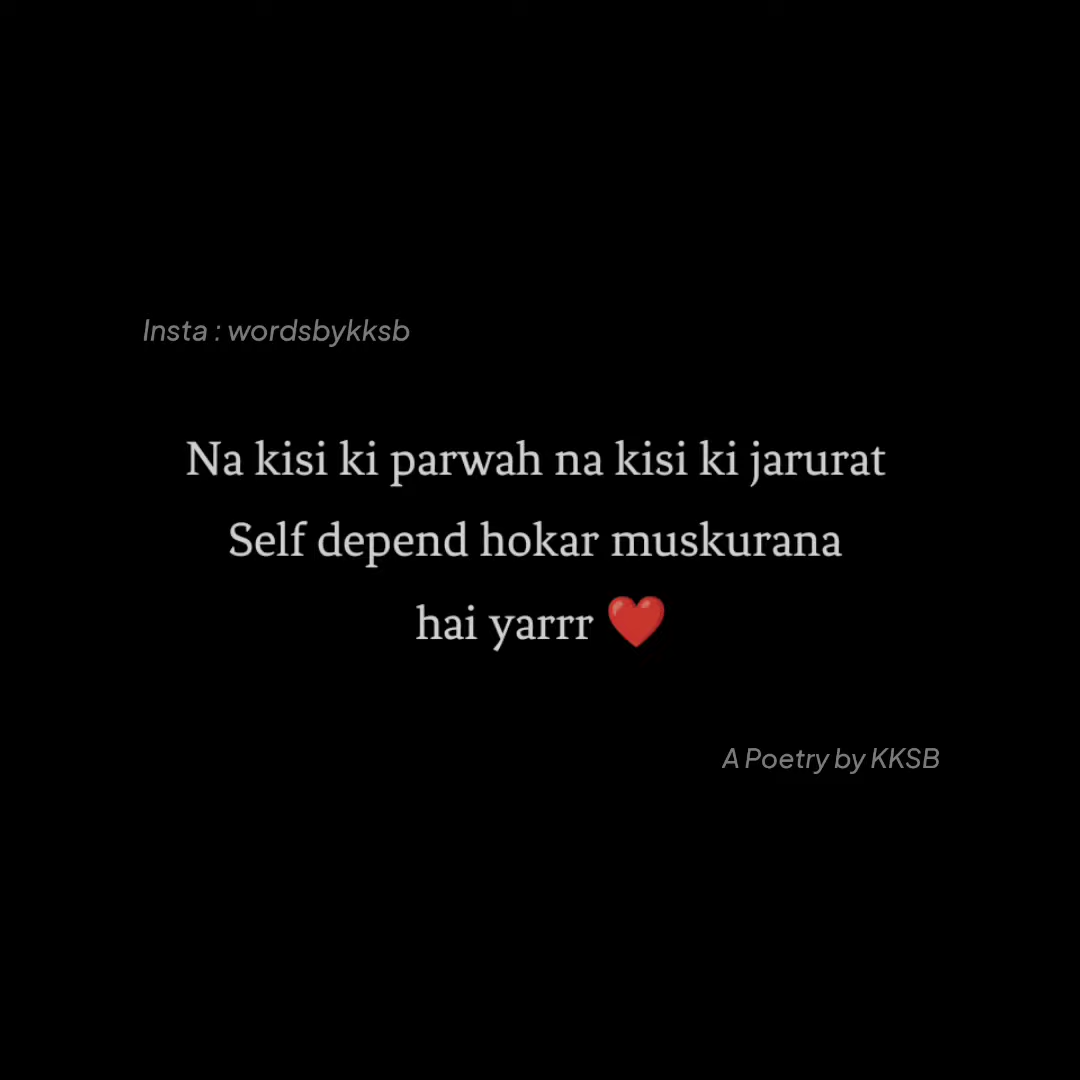 Insta : wordsbykksb
Na kisi ki parwah na kisi ki jarurat
Self depend hokar muskurana
hai yarrr ❤️
A Poetry by KKSB